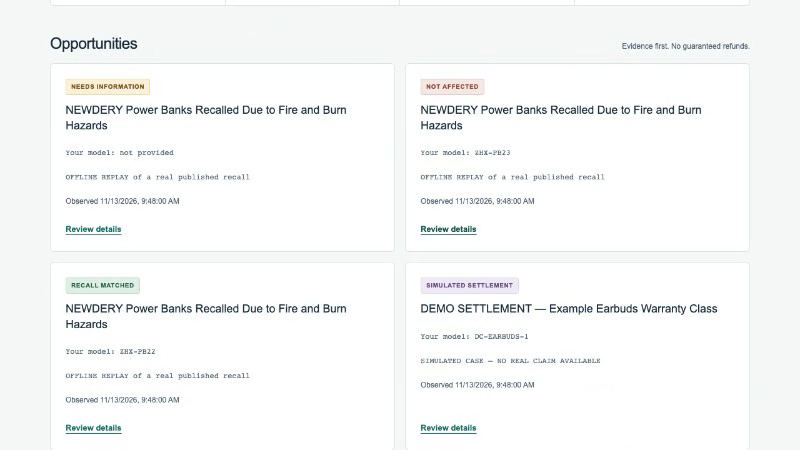 Opportunities
Evidence first. No guaranteed refunds.
NEEDS INFORMATION
NEWDERY Power Banks Recalled Due to Fire and Burn
Hazards
Your model: not provided
OFFLINE REPLAY of a real published recall
Observed 11/13/2026, 9:48:00 AM
Review details
NOT AFFECTED
NEWDERY Power Banks Recalled Due to Fire and Burn
Hazards
Your model: ZHX-PB23
OFFLINE REPLAY of a real published recall
Observed 11/13/2026, 9:48:00 AM
Review details
RECALL MATCHED
NEWDERY Power Banks Recalled Due to Fire and Burn
Hazards
Your model: ZHX-PB22
OFFLINE REPLAY of a real published recall
Observed 11/13/2026, 9:48:00 AM
Review details
SIMULATED SETTLEMENT
DEMO SETTLEMENT — Example Earbuds Warranty Class
Your model: DC-EARBUDS-1
SIMULATED CASE — NO REAL CLAIM AVAILABLE
Observed 11/13/2026, 9:48:00 AM
Review details